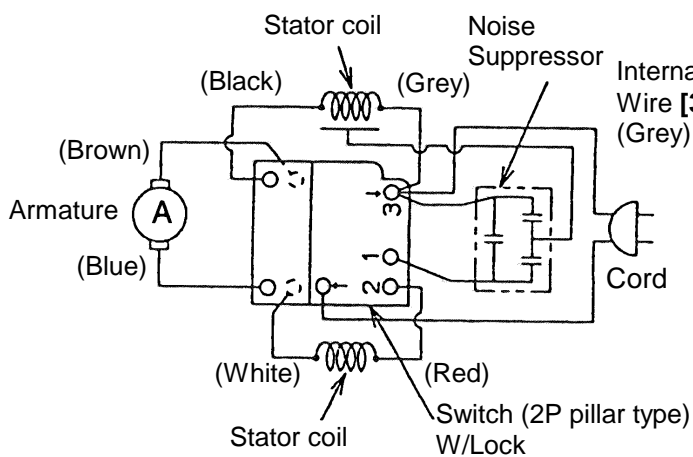 Stator coil
Noise
Suppressor
(Black)
(Grey)
Wire [3
(Grey)
(Brown)
Armature
A
(Blue)
3
1
2
Cord
(White)
(Red)
Stator coil
Switch (2P pillar type)
W/Lock